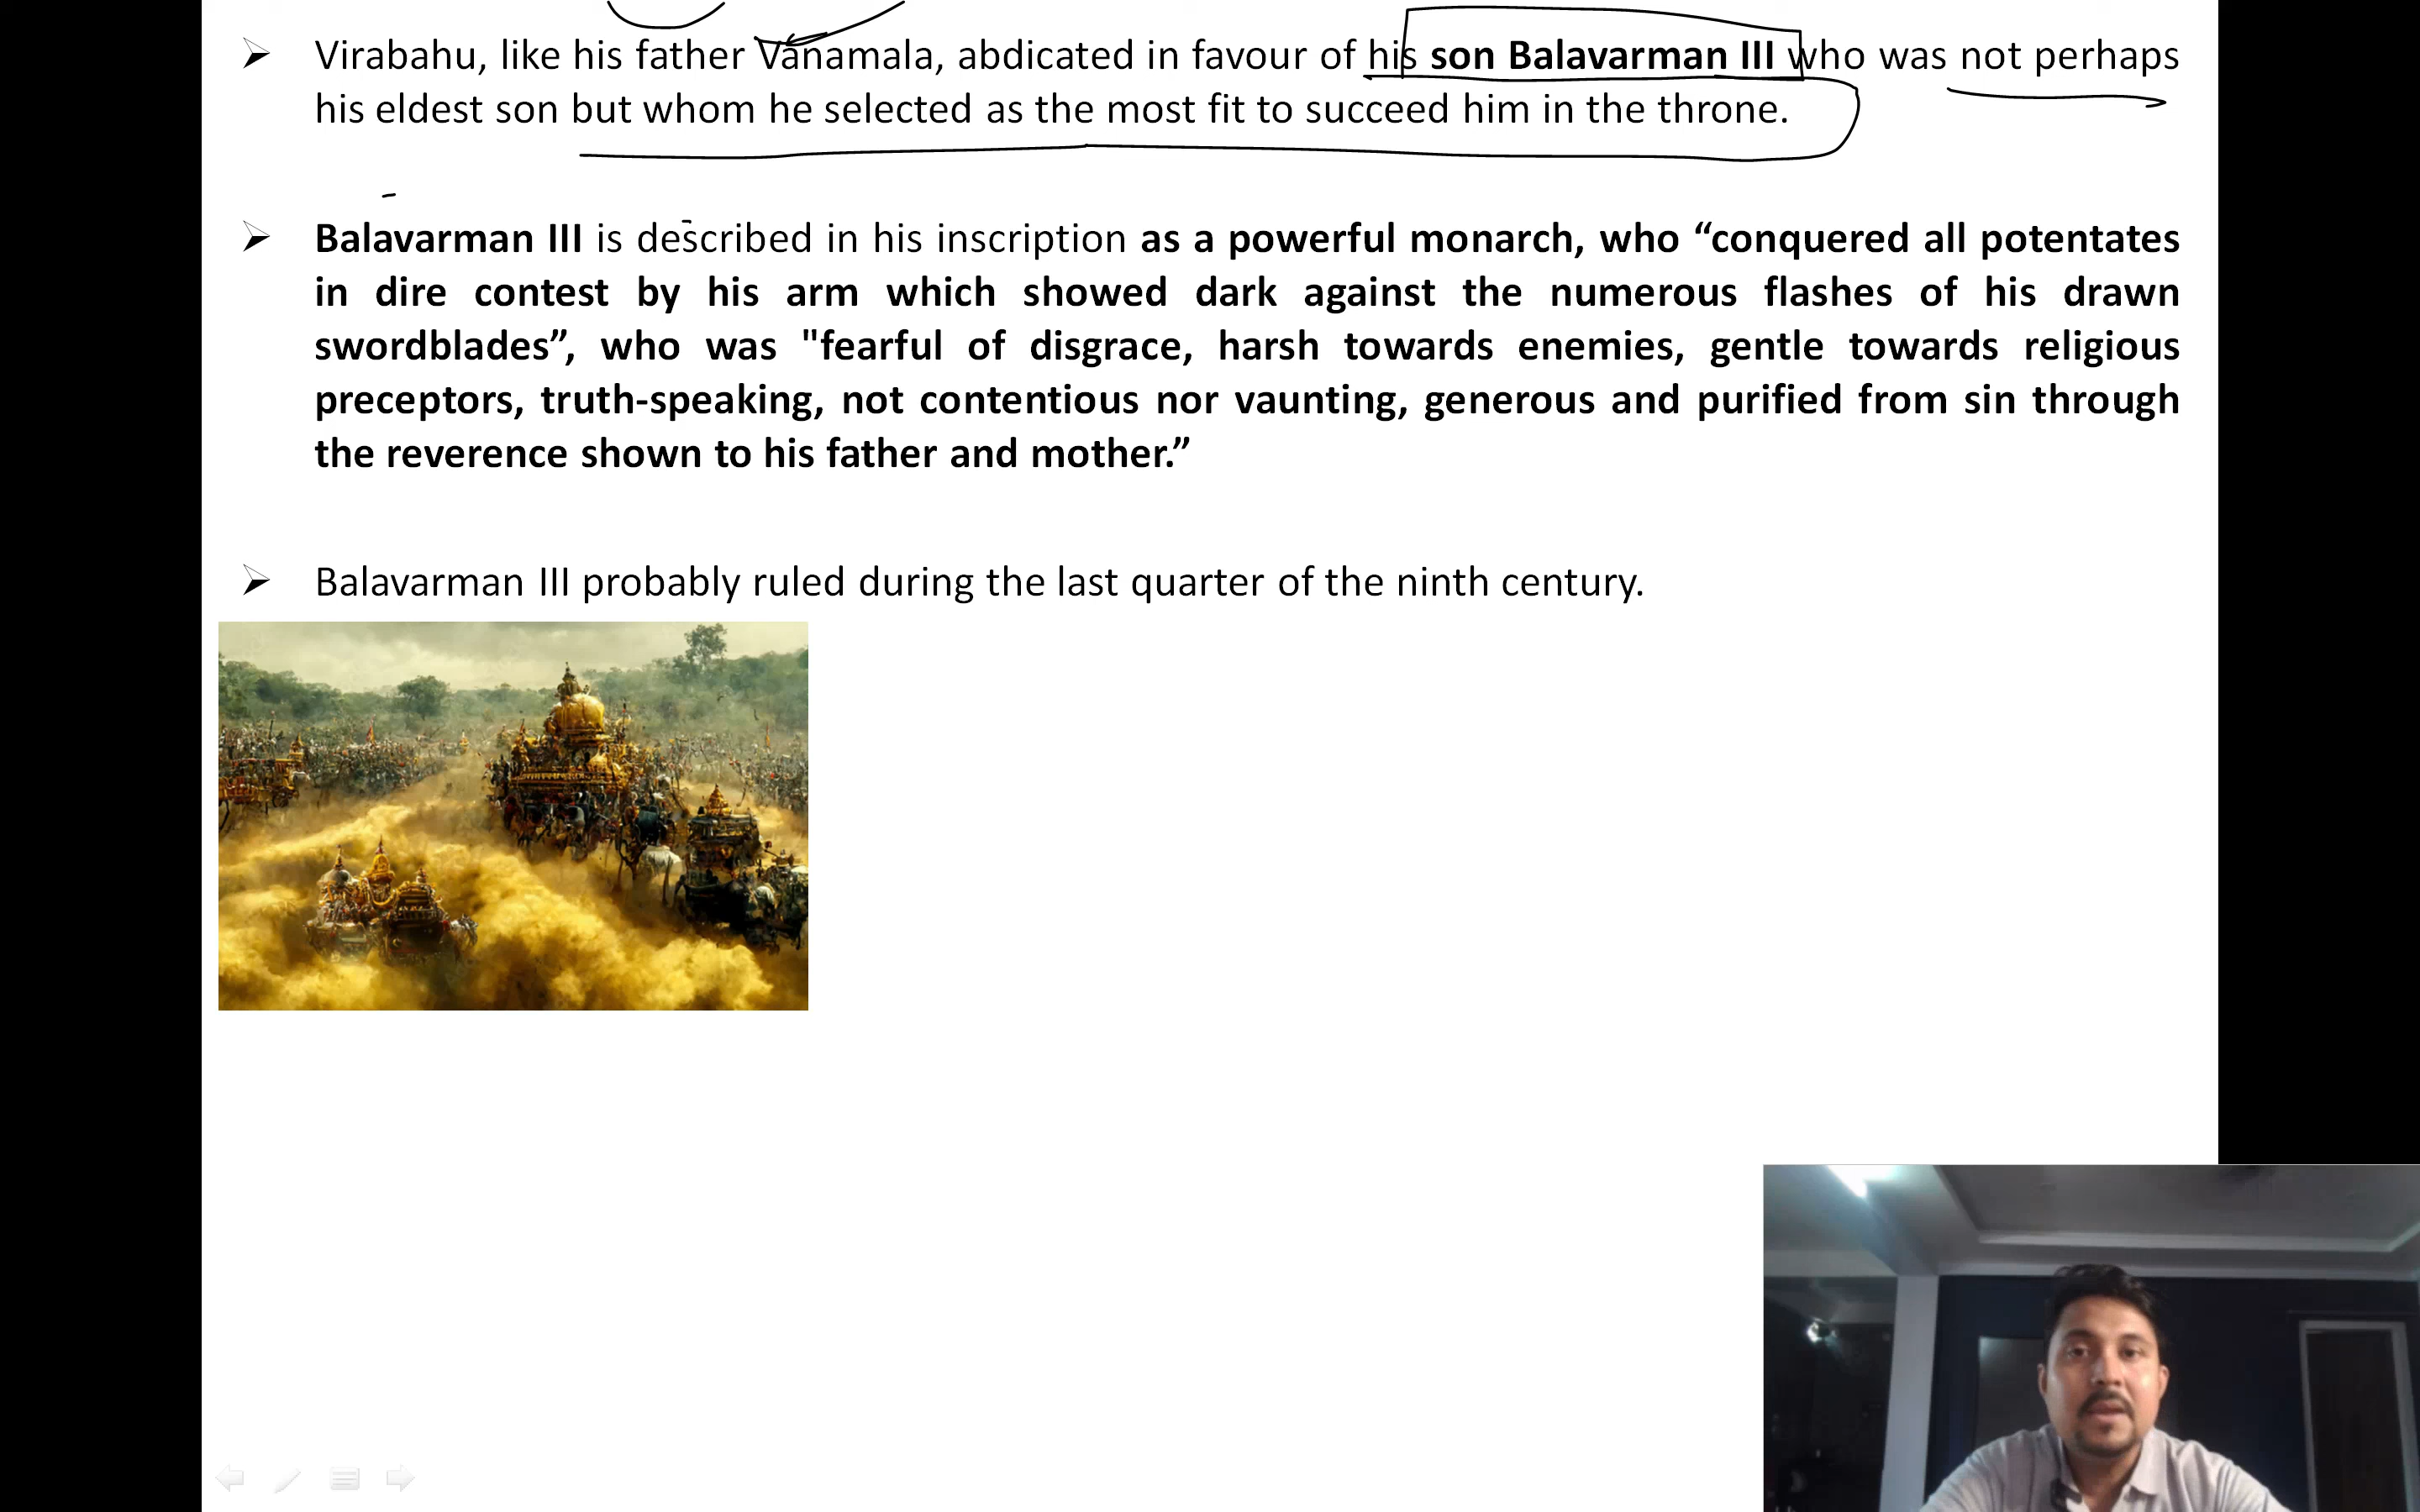 Virabahu, like his father Vanamala, abdicated in favour of his son Balavarman III who was not perhaps
his eldest son but whom he selected as the most fit to succeed him in the throne.
Balavarman III is described in his inscription as a powerful monarch, who “conquered all potentates
in dire contest by his arm which showed dark against the numerous flashes of his drawn
swordblades”, who was "fearful of disgrace, harsh towards enemies, gentle towards religious
preceptors, truth-speaking, not contentious nor vaunting, generous and purified from sin through
the reverence shown to his father and mother.”
Balavarman III probably ruled during the last quarter of the ninth century.